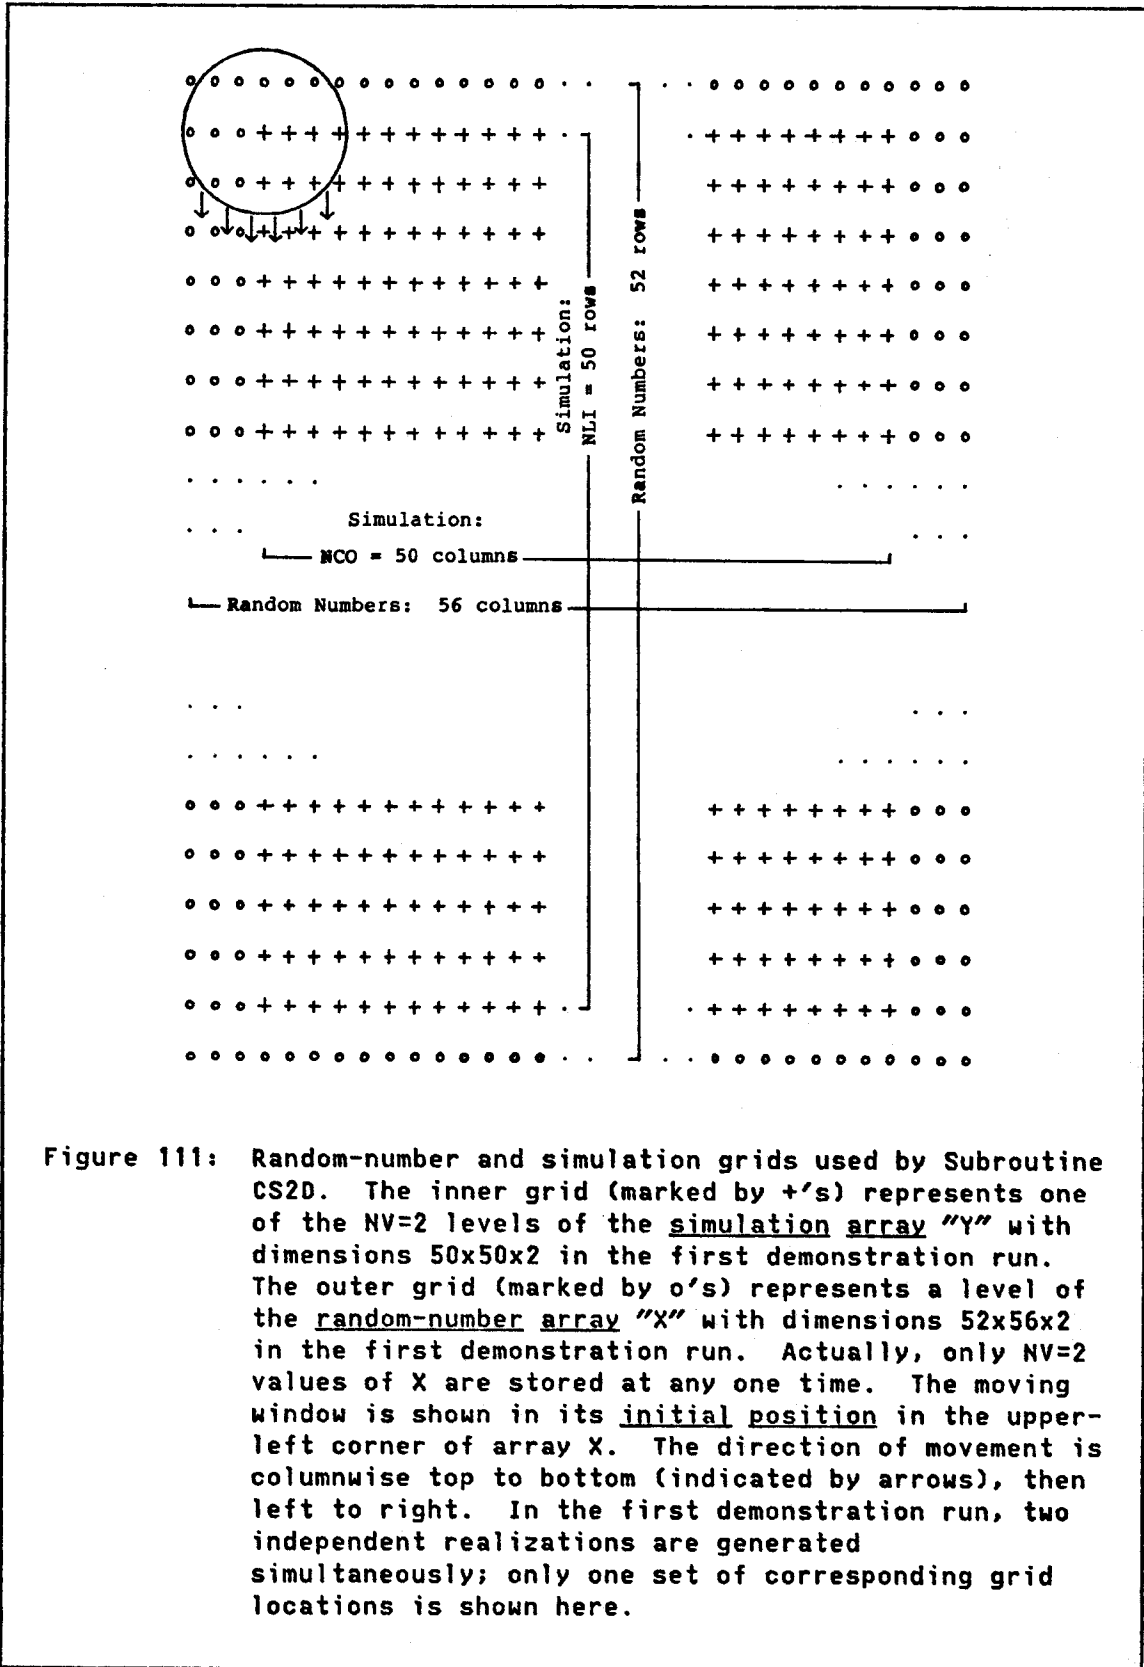 Simulation:
NLI = 50 rows
Random Numbers: 52 rows
Simulation:
NCO = 50 columns
Random Numbers: 56 columns
Figure 111: Random-number and simulation grids used by Subroutine
CS2D. The inner grid (marked by +'s) represents one
of the NV=2 levels of the simulation array "Y" with
dimensions 50x50x2 in the first demonstration run.
The outer grid (marked by o's) represents a level of
the random-number array "X" with dimensions 52x56x2
in the first demonstration run. Actually, only NV=2
values of X are stored at any one time. The moving
window is shown in its initial position in the upper-
left corner of array X. The direction of movement is
columnwise top to bottom (indicated by arrows), then
left to right. In the first demonstration run, two
independent realizations are generated
simultaneously; only one set of corresponding grid
locations is shown here.